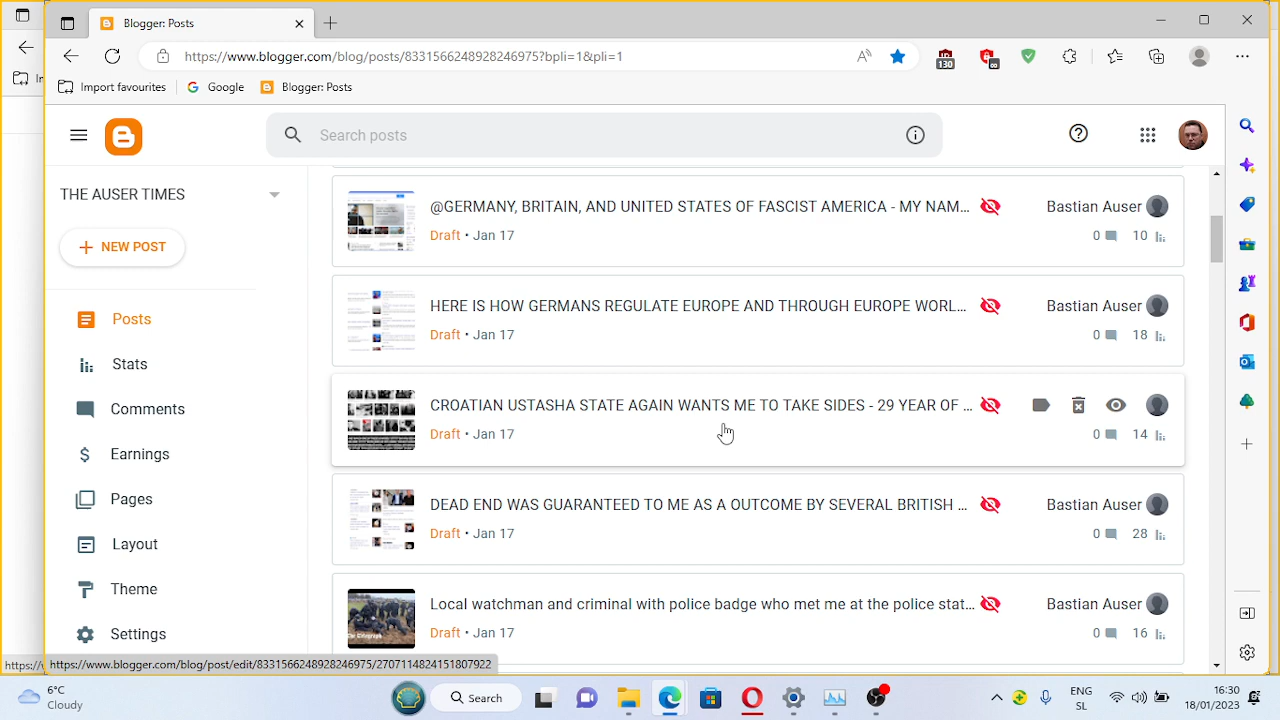 Blogger: Posts
https://www.blogger.com/blog/posts/8331566248928246975?bpli=1&pli=1
130
Import favourites
Google
Blogger: Posts
Search posts
THE AUSER TIMES
NEW POST
Posts
Stats
Comments
Earnings
Pages
Layout
Theme
Settings
@GERMANY, BRITAIN, AND UNITED STATES OF FASCIST AMERICA - MY NAM...
Bastian Auser
Draft • Jan 17
0
10
HERE IS HOW GERMANS REGULATE EUROPE AND THROUGH EUROPE WORL...
Bastian Auser
Draft • Jan 17
0
18
CROATIAN USTASHA STATE AGAIN WANTS ME TO TAKE SIDES - 29 YEAR OF ...
Draft • Jan 17
0
14
DEAD END WAS GUARANTEED TO ME AS A OUTCOME BY SEVERAL BRITISH ...
Bastian Auser
Draft • Jan 17
0
28
Local watchman and criminal with police badge who met me at the police stat...
Bastian Auser
Draft • Jan 17
0
16
The Telegraph
https://www.blogger.com/blog/post/edit/8331566248928246975/2707114824151897962
6°C
Cloudy
Search
ENG
SL
16:30
18/01/2023